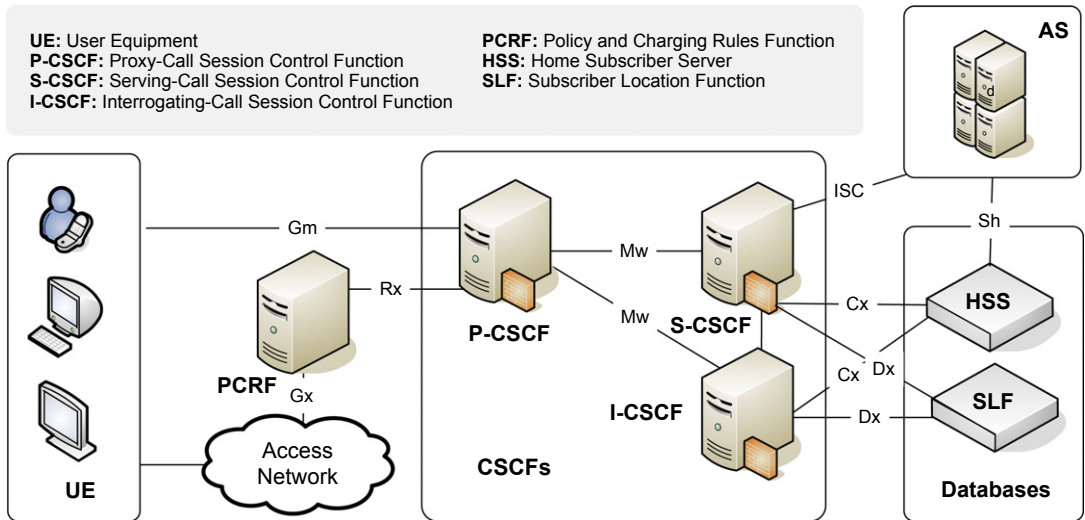 UE: User Equipment
P-CSCF: Proxy-Call Session Control Function
S-CSCF: Serving-Call Session Control Function
I-CSCF: Interrogating-Call Session Control Function
PCRF: Policy and Charging Rules Function
HSS: Home Subscriber Server
SLF: Subscriber Location Function
AS
d
ISC
Sh
Gm
Mw
Rx
Mw
Cx
HSS
P-CSCF
S-CSCF
PCRF
Cx
Dx
Gx
I-CSCF
Dx
SLF
Access
Network
CSCFs
UE
Databases